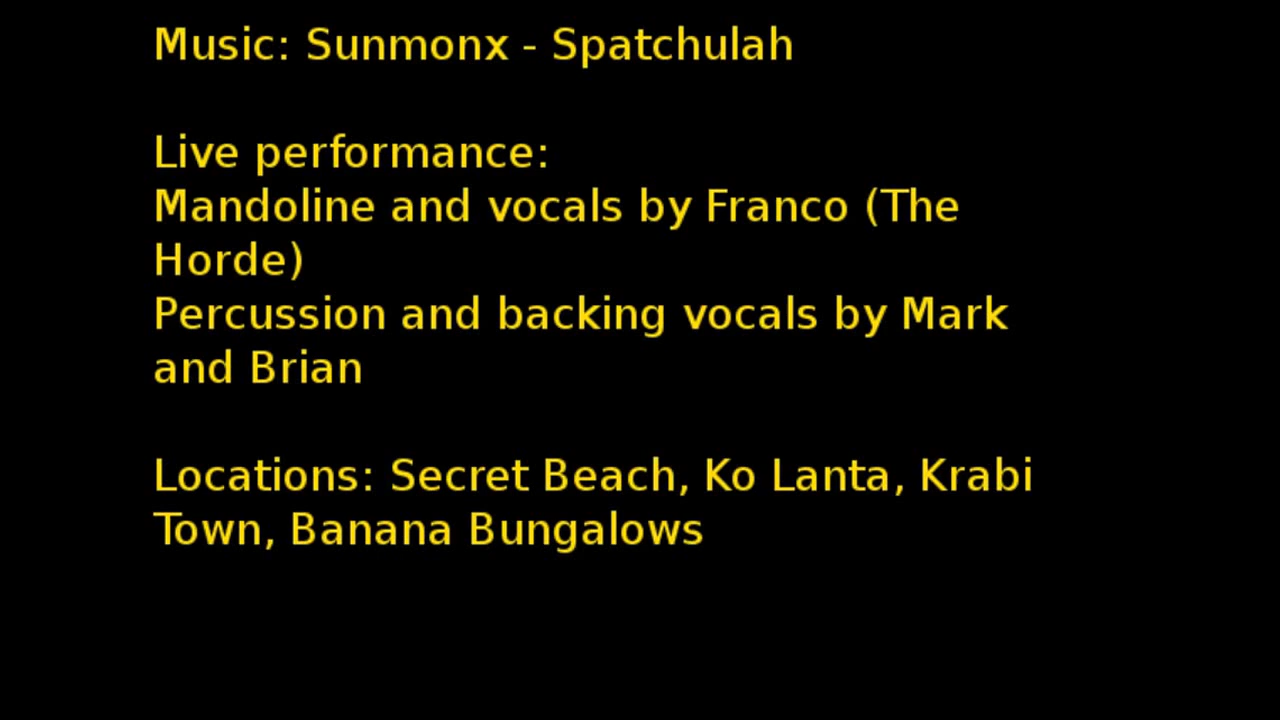 Music: Sunmonx - Spatchulah
Live performance:
Mandoline and vocals by Franco (The
Horde)
Percussion and backing vocals by Mark
and Brian
Locations: Secret Beach, Ko Lanta, Krabi
Town, Banana Bungalows